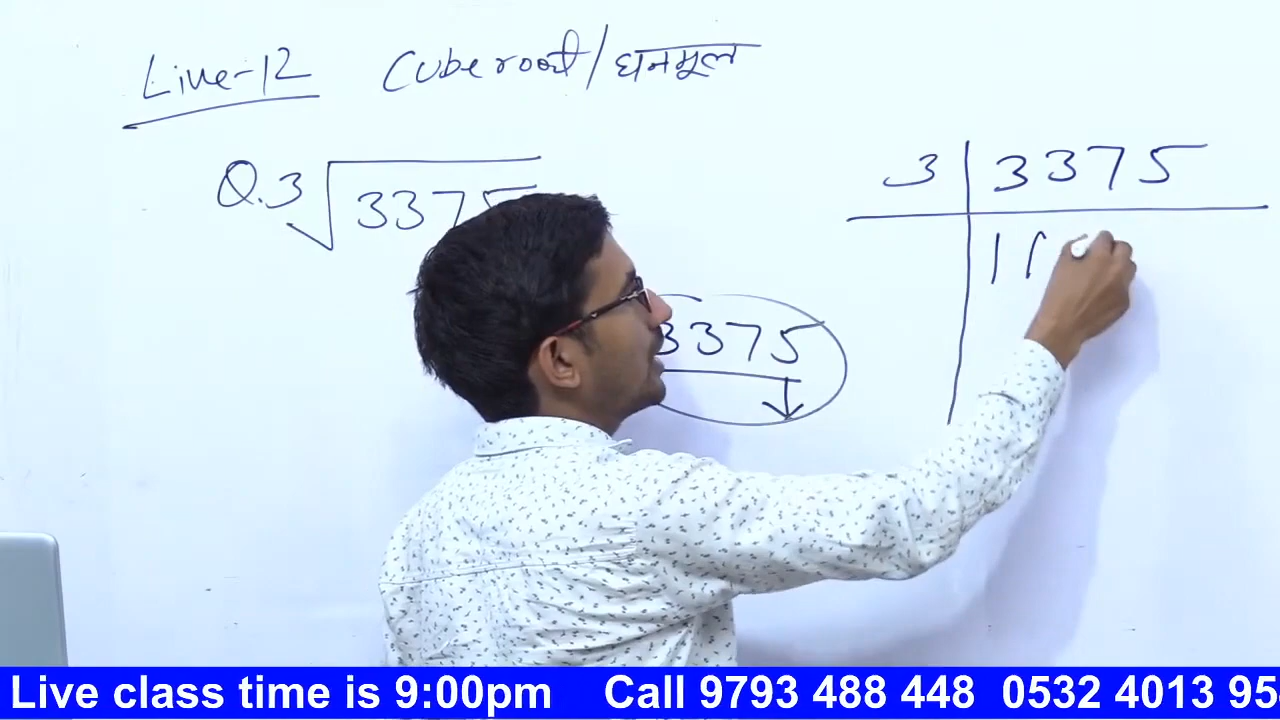 Live-12 Cube root/घनमूल
Q. 3√3375
3375
3 3375
11
Live class time is 9:00pm Call 9793 488 448 0532 4013 95